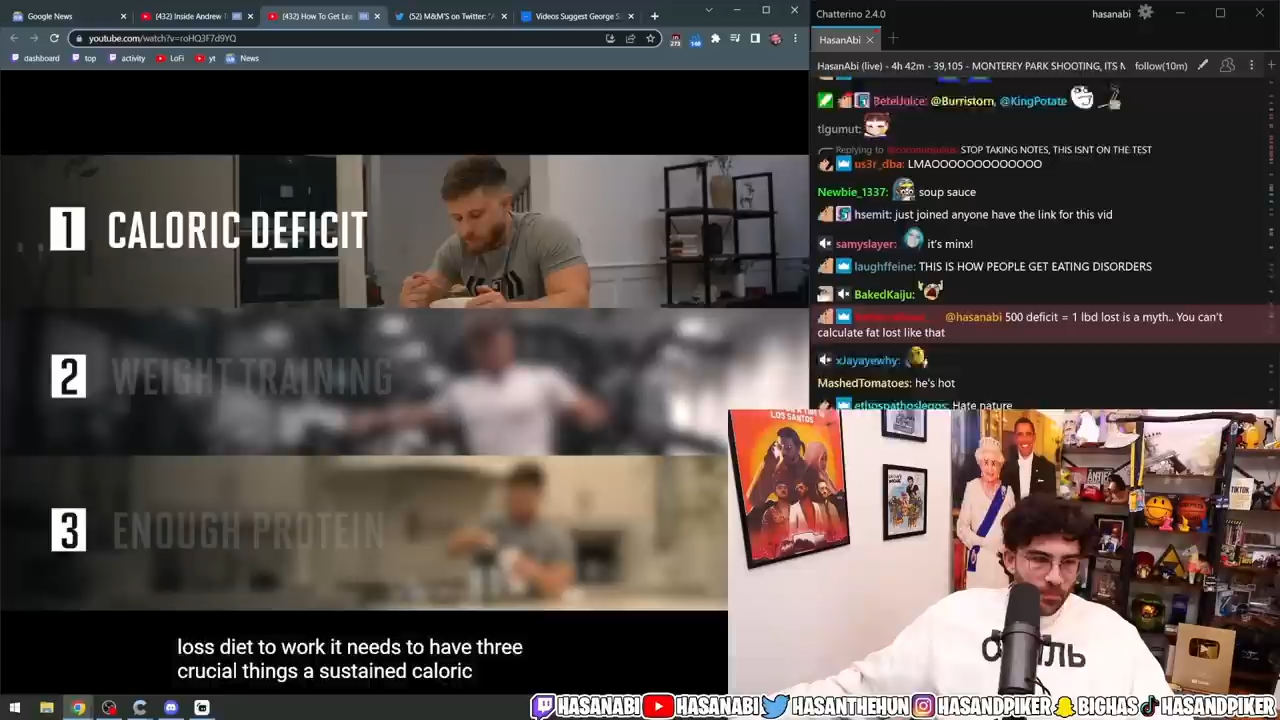 Google News
(432) Inside Andrew
(432) How To Get Lea
(52) M&M'S on Twitter: "A
Videos Suggest George S
youtube.com/watch?v=roHQ3F7d9YQ
dashboard
top
activity
LoFi
yt
News
1 CALORIC DEFICIT
2 WEIGHT TRAINING
3 ENOUGH PROTEIN
loss diet to work it needs to have three
crucial things a sustained caloric
Chatterino 2.4.0
hasanabi
HasanAbi
HasanAbi (live) - 4h 42m - 39,105 - MONTEREY PARK SHOOTING, ITS M
follow(10m)
BetelJuice: @Burristorn, @KingPotate
tlgumut:
STOP TAKING NOTES, THIS ISNT ON THE TEST
us3r_dba: LMAOOOOOOOOOOOOO
Newbie_1337: soup sauce
hsemit: just joined anyone have the link for this vid
samyslayer: it's minx!
laughffeine: THIS IS HOW PEOPLE GET EATING DISORDERS
BakedKaiju:
@hasanabi 500 deficit = 1 lbd lost is a myth.. You can't
calculate fat lost like that
xJayayewhy:
MashedTomatoes: he's hot
ethospathoslegos: Hate nature
LOS SANTOS
TIKTOK
HASANABI
HASANABI
HASANTHEHUN
HASANDPIKER
BIGHAS
HASANDPIKER